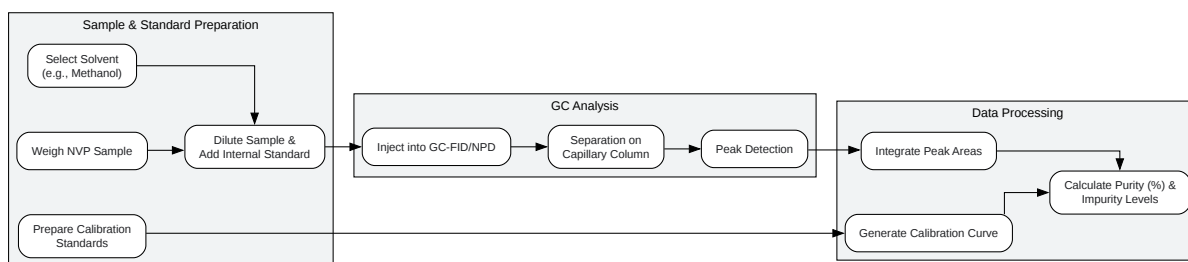 Sample & Standard Preparation
Select Solvent
(e.g., Methanol)
Weigh NVP Sample
Dilute Sample &
Add Internal Standard
Prepare Calibration
Standards
GC Analysis
Inject into GC-FID/NPD
Separation on
Capillary Column
Peak Detection
Data Processing
Integrate Peak Areas
Generate Calibration Curve
Calculate Purity (%) &
Impurity Levels